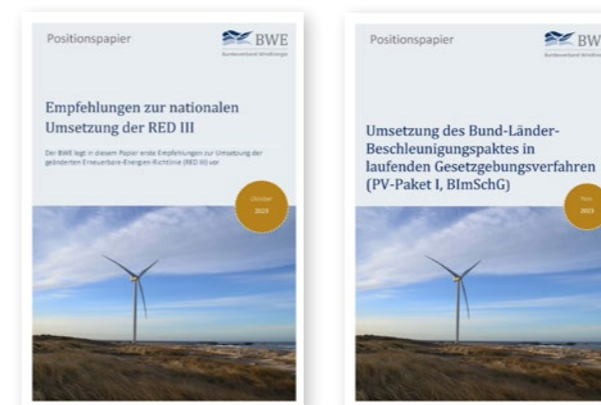 Positionspapier
BWE
Bundesverband WindEnergie
Empfehlungen zur nationalen
Umsetzung der RED III
Der BWE legt in diesem Papier erste Empfehlungen zur Umsetzung der
geänderten Erneuerbare-Energien-Richtlinie (RED III) vor
Oktober
2023
Positionspapier
BW
Umsetzung des Bund-Länder-
Beschleunigungspaktes in
laufenden Gesetzgebungsverfahren
(PV-Paket I, BImSchG)
Nov.
2023